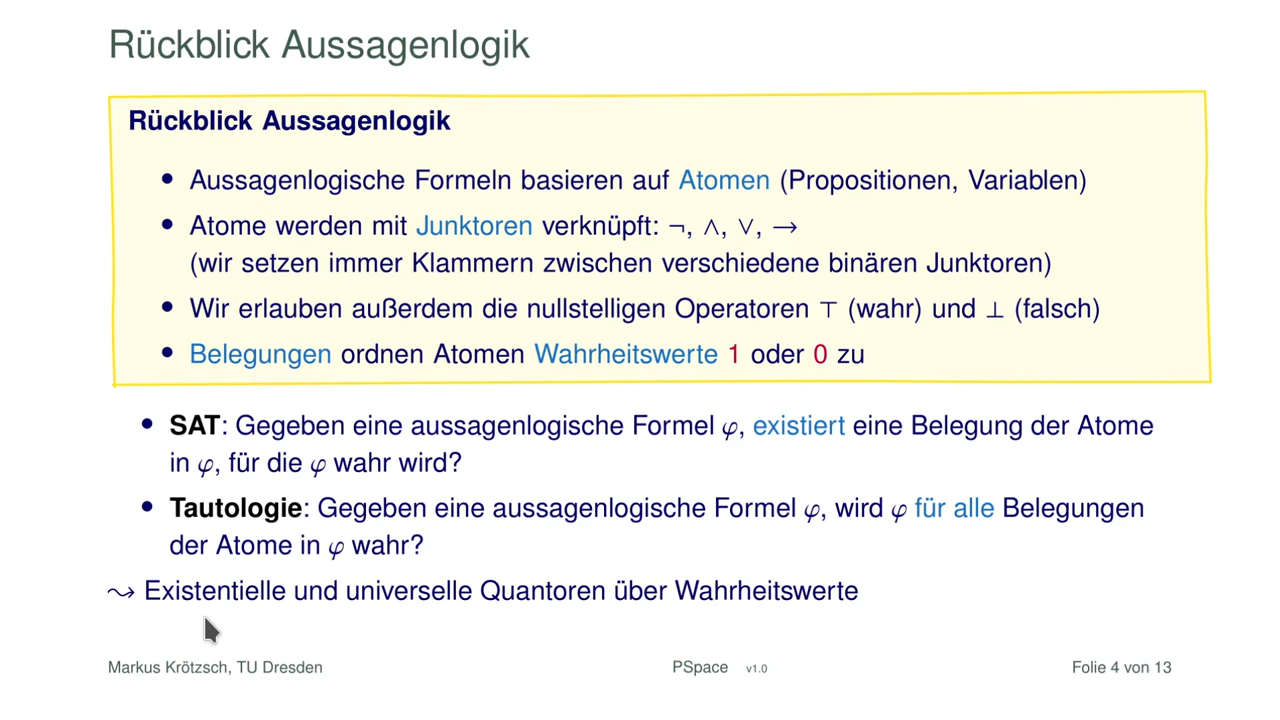 Rückblick Aussagenlogik
Rückblick Aussagenlogik
• Aussagenlogische Formeln basieren auf Atomen (Propositionen, Variablen)
• Atome werden mit Junktoren verknüpft: ¬, ∧, ∨, →
(wir setzen immer Klammern zwischen verschiedene binären Junktoren)
• Wir erlauben außerdem die nullstelligen Operatoren ⊤ (wahr) und ⊥ (falsch)
• Belegungen ordnen Atomen Wahrheitswerte 1 oder 0 zu
• SAT: Gegeben eine aussagenlogische Formel φ, existiert eine Belegung der Atome
in φ, für die φ wahr wird?
• Tautologie: Gegeben eine aussagenlogische Formel φ, wird φ für alle Belegungen
der Atome in φ wahr?
⇝ Existentielle und universelle Quantoren über Wahrheitswerte
Markus Krötzsch, TU Dresden PSpace v1.0 Folie 4 von 13